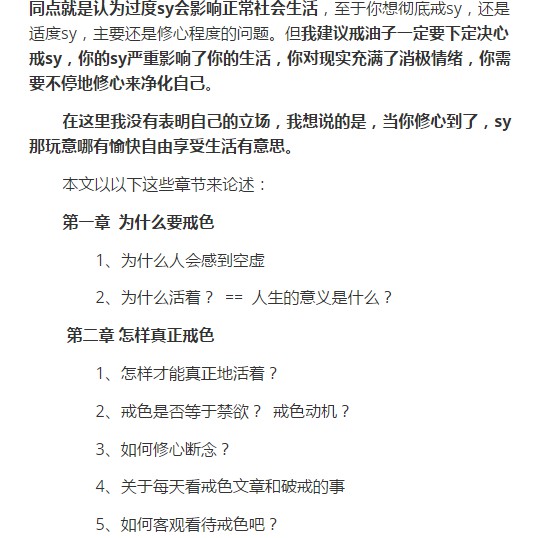 同点就是认为过度sy会影响正常社会生活，至于你想彻底戒sy，还是
适度sy，主要还是修心程度的问题。但我建议戒油子一定要下定决心
戒sy，你的sy严重影响了你的生活，你对现实充满了消极情绪，你需
要不停地修心来净化自己。
在这里我没有表明自己的立场，我想说的是，当你修心到了，sy
那玩意哪有愉快自由享受生活有意思。
本文以以下这些章节来论述：
第一章 为什么要戒色
1、为什么人会感到空虚
2、为什么活着？ == 人生的意义是什么？
第二章 怎样真正戒色
1、怎样才能真正地活着？
2、戒色是否等于禁欲？ 戒色动机？
3、如何修心断念？
4、关于每天看戒色文章和破戒的事
5、如何客观看待戒色吧？